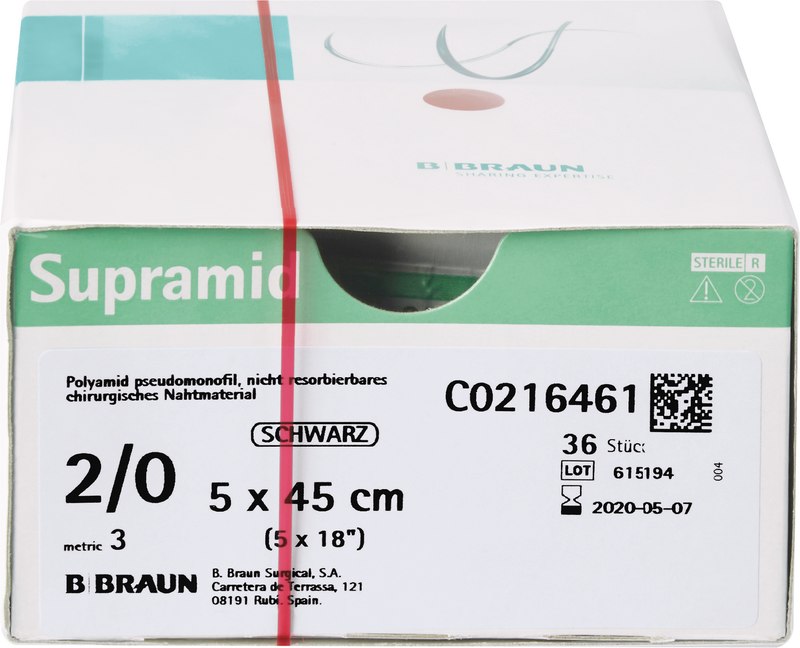 B|BRAUN
SHARING EXPERTISE
Supramid
STERILE R
Polyamid pseudomonofil, nicht resorbierbares
chirurgisches Nahtmaterial
C0216461
SCHWARZ
36 Stück
2/0
5 x 45 cm
LOT 615194
004
2020-05-07
(5 x 18")
metric 3
B|BRAUN
B. Braun Surgical, S.A.
Carretera de Terrassa, 121
08191 Rubi. Spain.